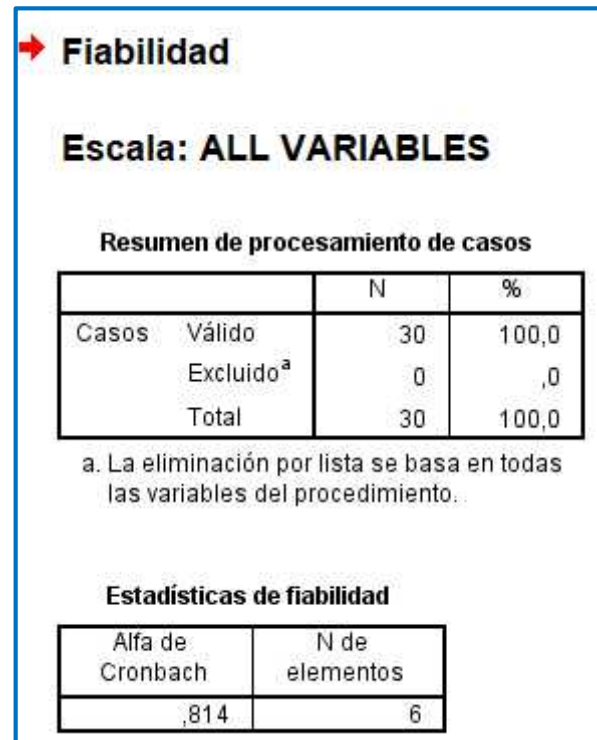 Fiabilidad
Escala: ALL VARIABLES
Resumen de procesamiento de casos
N %
Casos Válido 30 100,0
Excluido^a 0 ,0
Total 30 100,0
a. La eliminación por lista se basa en todas
las variables del procedimiento.
Estadísticas de fiabilidad
Alfa de N de
Cronbach elementos
,814 6